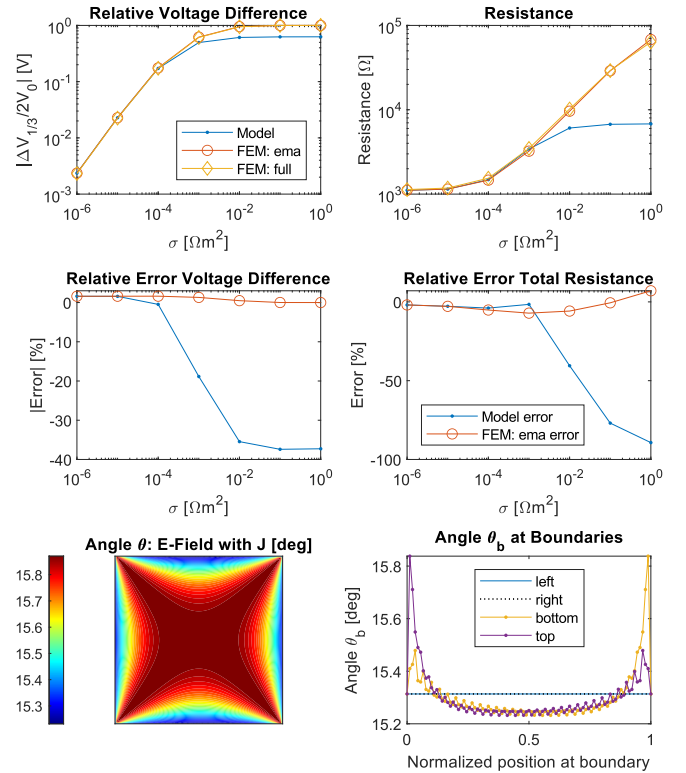 Relative Voltage Difference
|ΔV1/3/2V0| [V]
10^0
10^-1
10^-2
10^-3
Model
FEM: ema
FEM: full
10^-6
10^-4
10^-2
10^0
σ [Ωm^2]
Resistance
Resistance [Ω]
10^5
10^4
10^3
10^-6
10^-4
10^-2
10^0
σ [Ωm^2]
Relative Error Voltage Difference
|Error| [%]
0
-10
-20
-30
-40
10^-6
10^-4
10^-2
10^0
σ [Ωm^2]
Relative Error Total Resistance
Error [%]
0
-50
-100
Model error
FEM: ema error
10^-6
10^-4
10^-2
10^0
σ [Ωm^2]
Angle θ: E-Field with J [deg]
15.8
15.7
15.6
15.5
15.4
15.3
Angle θb at Boundaries
Angle θb [deg]
15.8
15.6
15.4
15.2
left
right
bottom
top
0
0.5
1
Normalized position at boundary